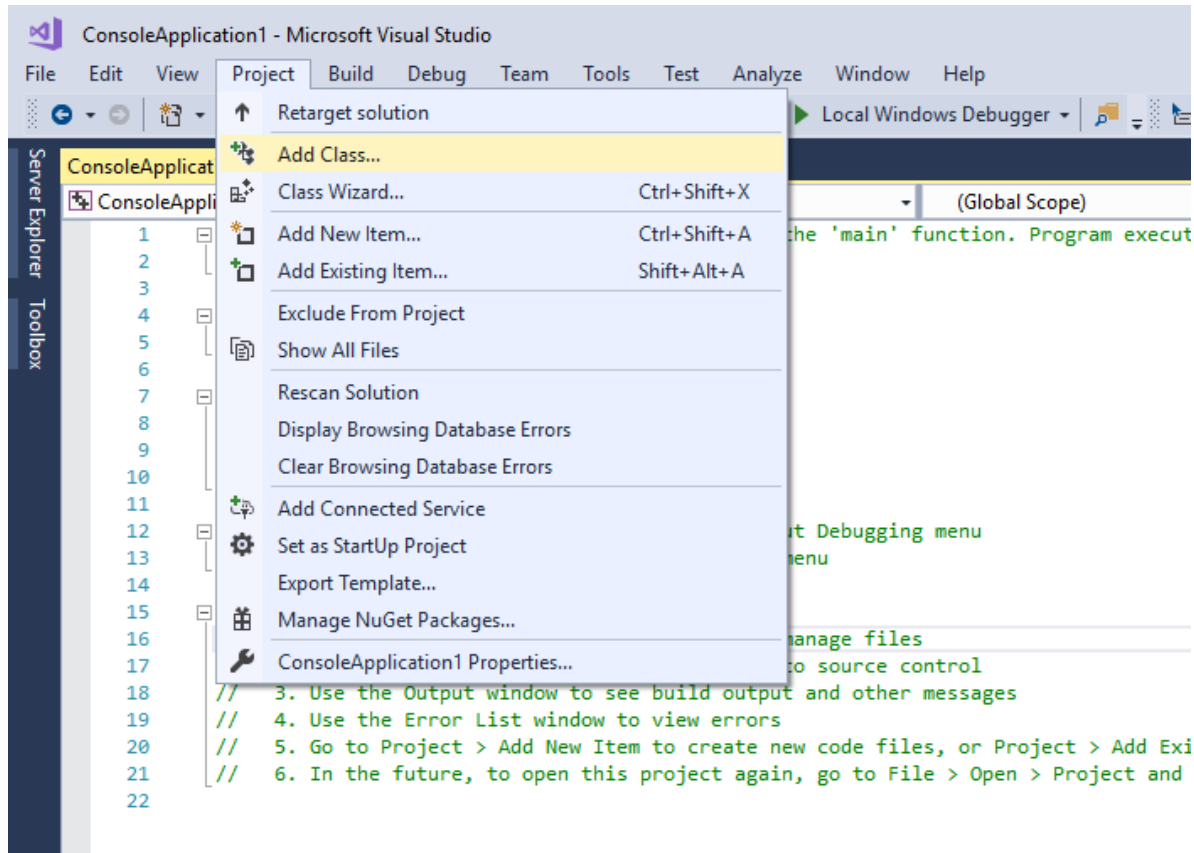 ConsoleApplication1 - Microsoft Visual Studio
File Edit View Project Build Debug Team Tools Test Analyze Window Help
Retarget solution Local Windows Debugger
Server Explorer
Toolbox
ConsoleApplicat
ConsoleAppli (Global Scope)
Add Class...
Class Wizard... Ctrl+Shift+X
Add New Item... Ctrl+Shift+A
Add Existing Item... Shift+Alt+A
Exclude From Project
Show All Files
Rescan Solution
Display Browsing Database Errors
Clear Browsing Database Errors
Add Connected Service
Set as StartUp Project
Export Template...
Manage NuGet Packages...
ConsoleApplication1 Properties...
1 the 'main' function. Program execut
2
3
4
5
6
7
8
9
10
11
12 ut Debugging menu
13 menu
14
15
16 manage files
17 to source control
18 // 3. Use the Output window to see build output and other messages
19 // 4. Use the Error List window to view errors
20 // 5. Go to Project > Add New Item to create new code files, or Project > Add Exi
21 // 6. In the future, to open this project again, go to File > Open > Project and
22